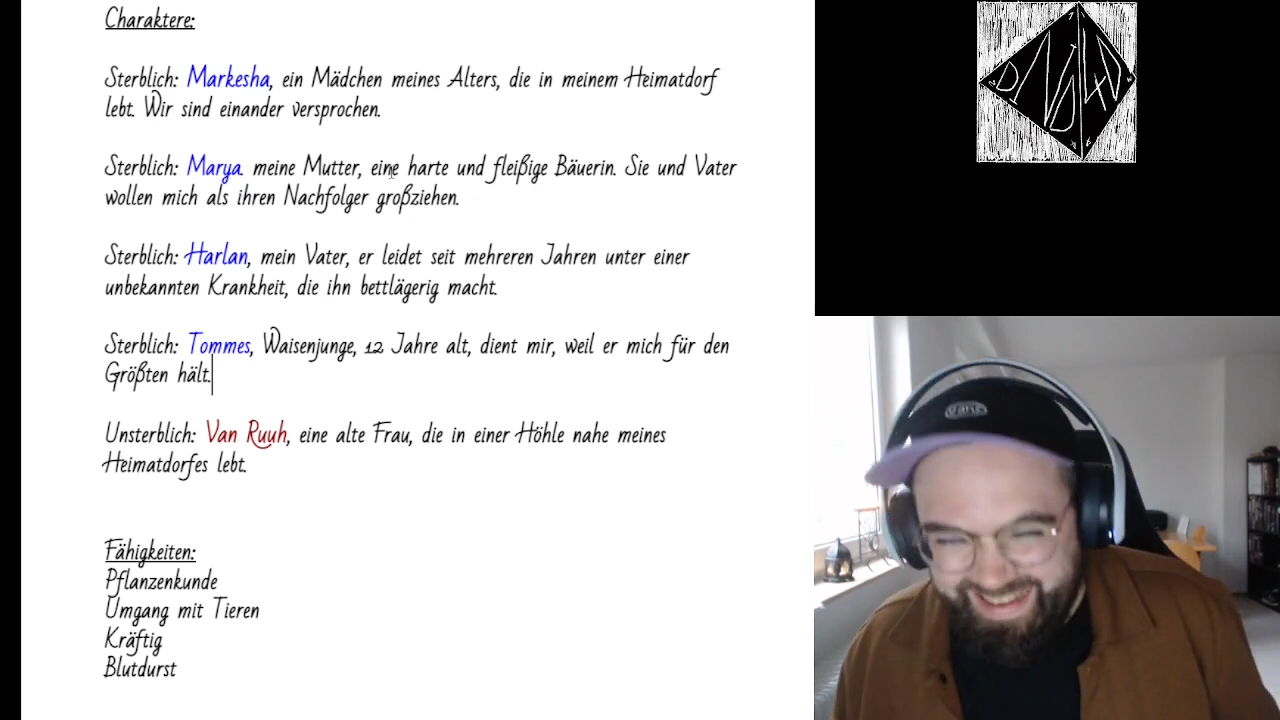 Charaktere:
Sterblich: Markesha, ein Mädchen meines Alters, die in meinem Heimatdorf
lebt. Wir sind einander versprochen.
Sterblich: Marya. meine Mutter, eine harte und fleißige Bäuerin. Sie und Vater
wollen mich als ihren Nachfolger großziehen.
Sterblich: Harlan, mein Vater, er leidet seit mehreren Jahren unter einer
unbekannten Krankheit, die ihn bettlägerig macht.
Sterblich: Tommes, Waisenjunge, 12 Jahre alt, dient mir, weil er mich für den
Größten hält.
Unsterblich: Van Ruuh, eine alte Frau, die in einer Höhle nahe meines
Heimatdorfes lebt.
Fähigkeiten:
Pflanzenkunde
Umgang mit Tieren
Kräftig
Blutdurst